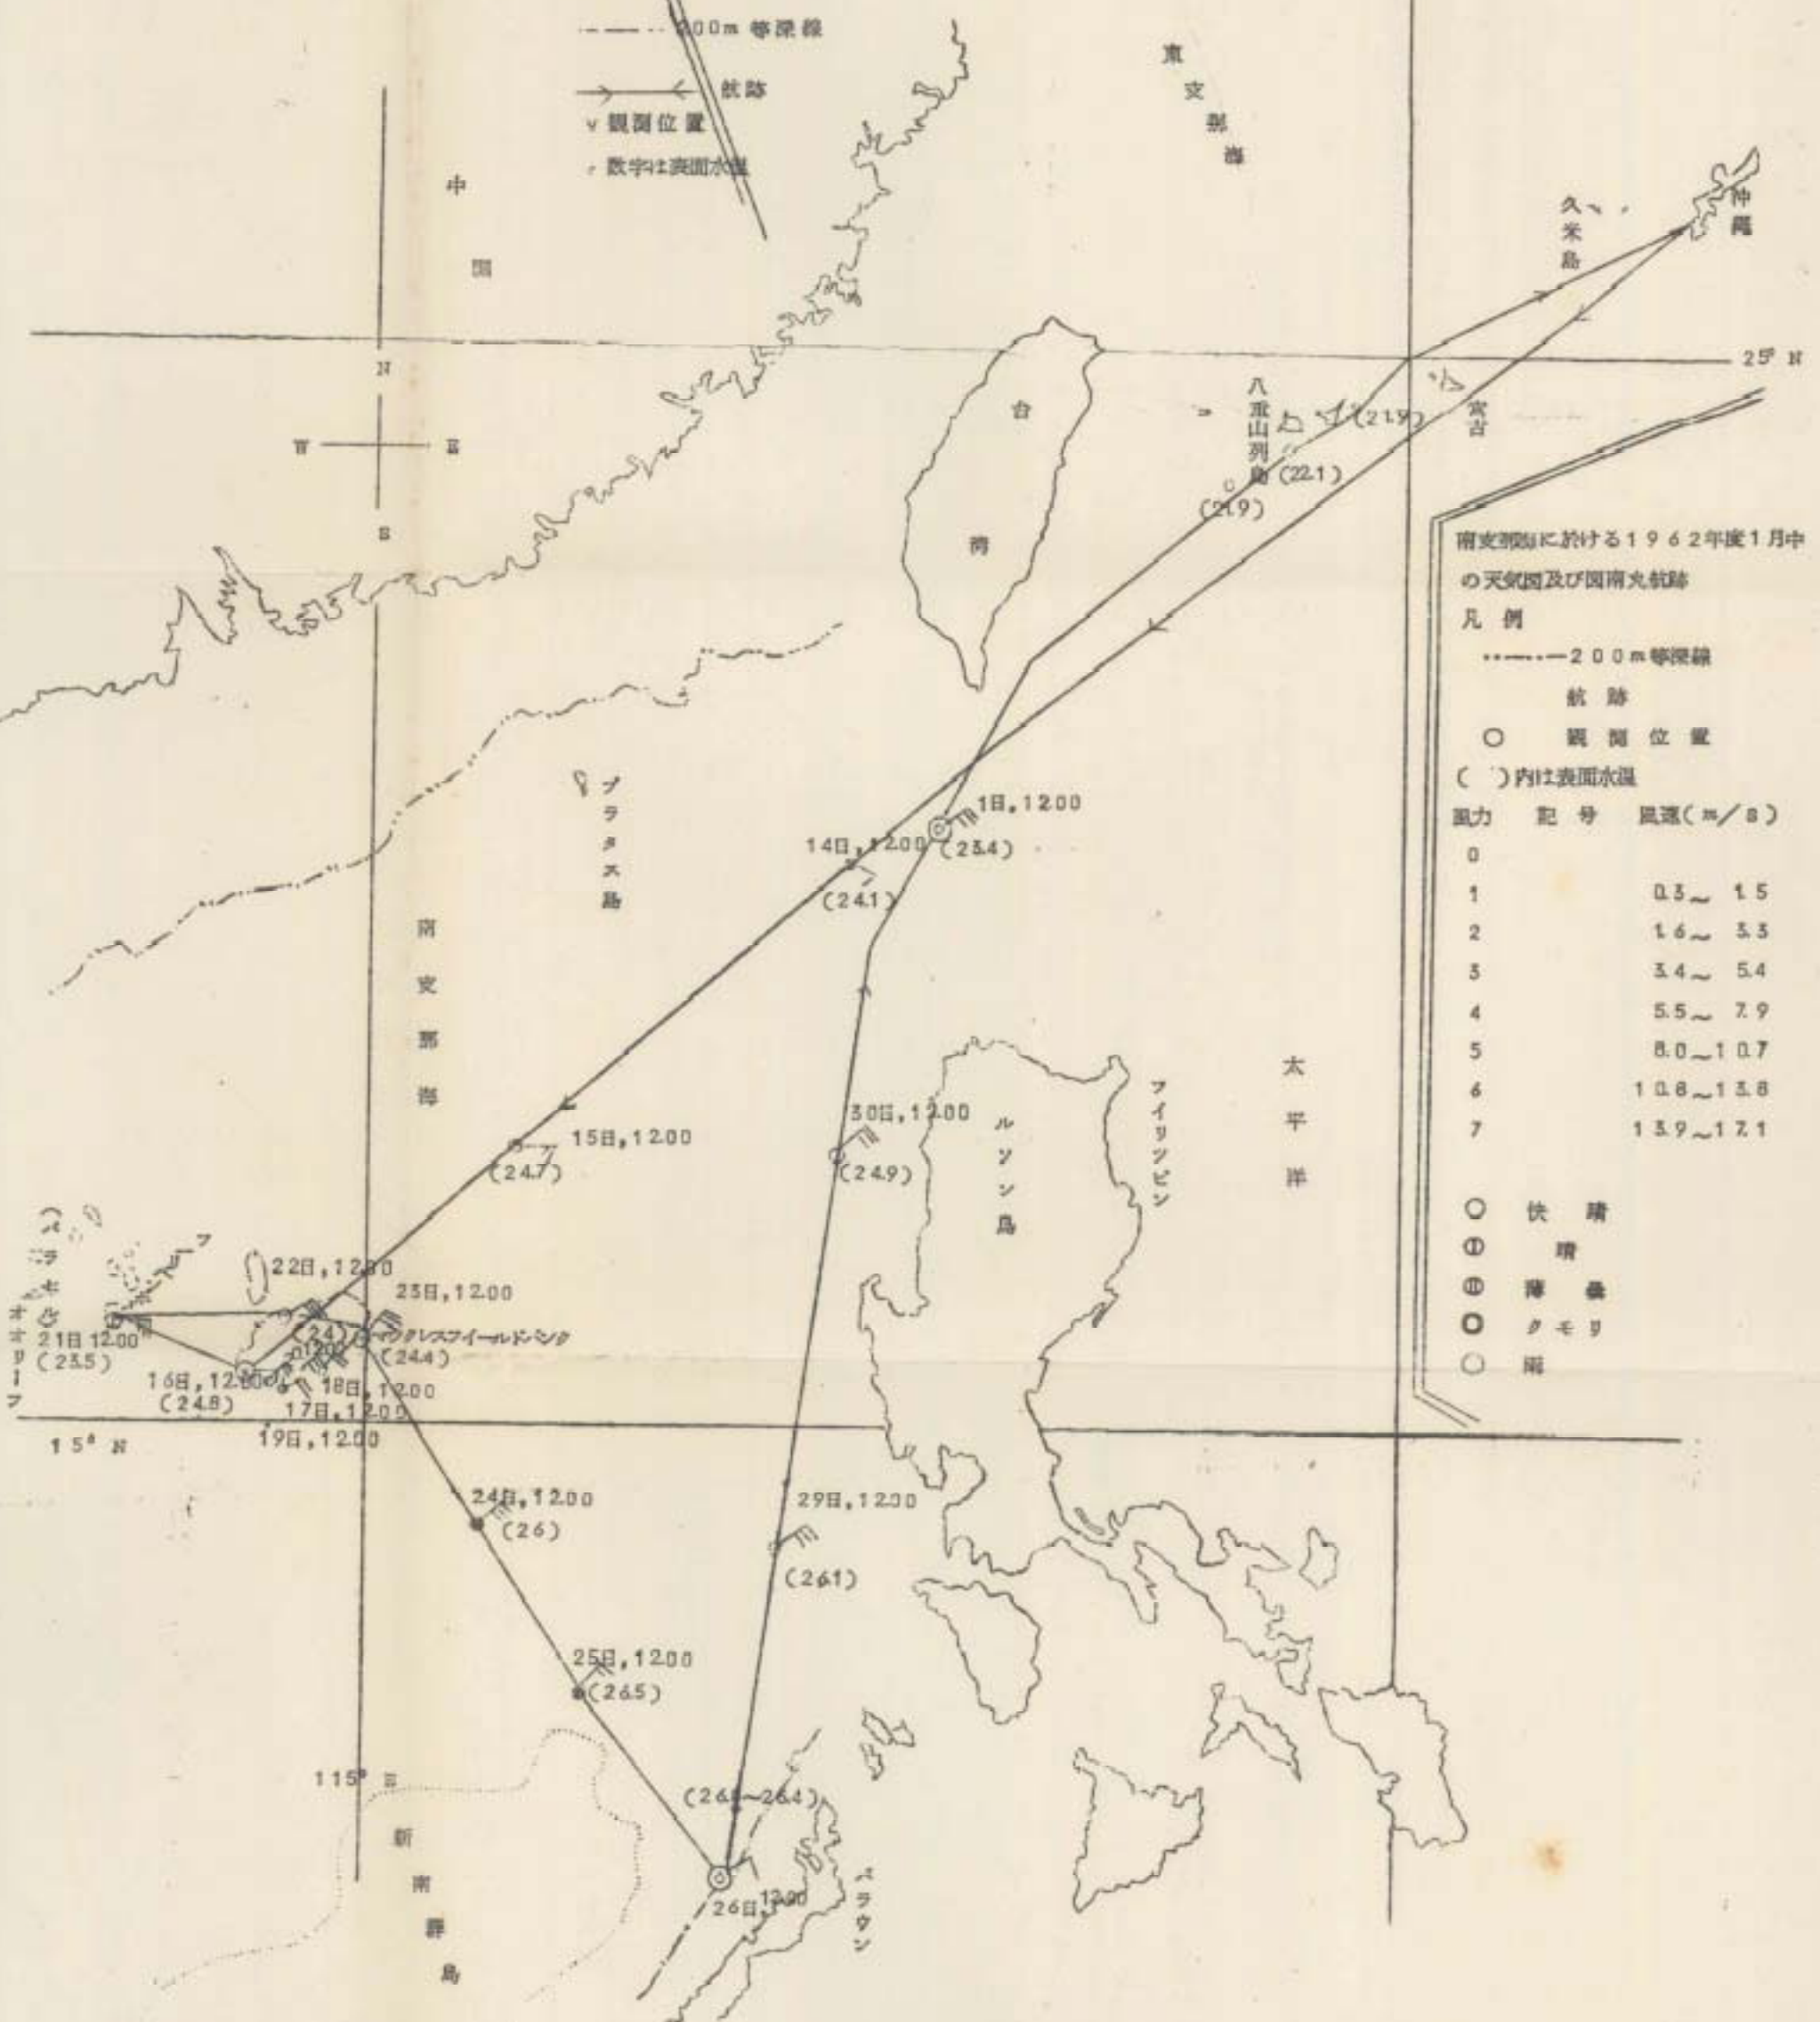 200m等深線
航跡
観測位置
数字は表面水温
中
国
東支那海
久米島
沖縄
N
W
E
S
25° N
台湾
八重山列島
宮古
(21.9)
(22.1)
(21.9)
南支那海に於ける1962年度1月中
の天気図及び図南丸航跡
凡 例
200m等深線
航 跡
○ 観 測 位 置
( )内は表面水温
風力 記 号 風速(m/s)
0
1 0.3~ 1.5
2 1.6~ 3.3
3 3.4~ 5.4
4 5.5~ 7.9
5 8.0~10.7
6 10.8~13.8
7 13.9~17.1
快 晴
晴
薄 曇
クモリ
雨
プラタス島
1日,12.00
(23.4)
14日,12.00
(24.1)
南支那海
15日,12.00
(24.7)
30日,12.00
(24.9)
ルソン島
フイリッピン
太平洋
22日,12.00
23日,12.00
(24)
マックレスフイールドバンク
(24.4)
21日 12.00
(23.5)
16日,12.00
(24.8)
18日,12.00
17日,12.00
19日,12.00
15° N
24日,12.00
(26)
29日,12.00
(26.1)
25日,12.00
(26.5)
115° E
新南群島
26日,12.00
パラワン